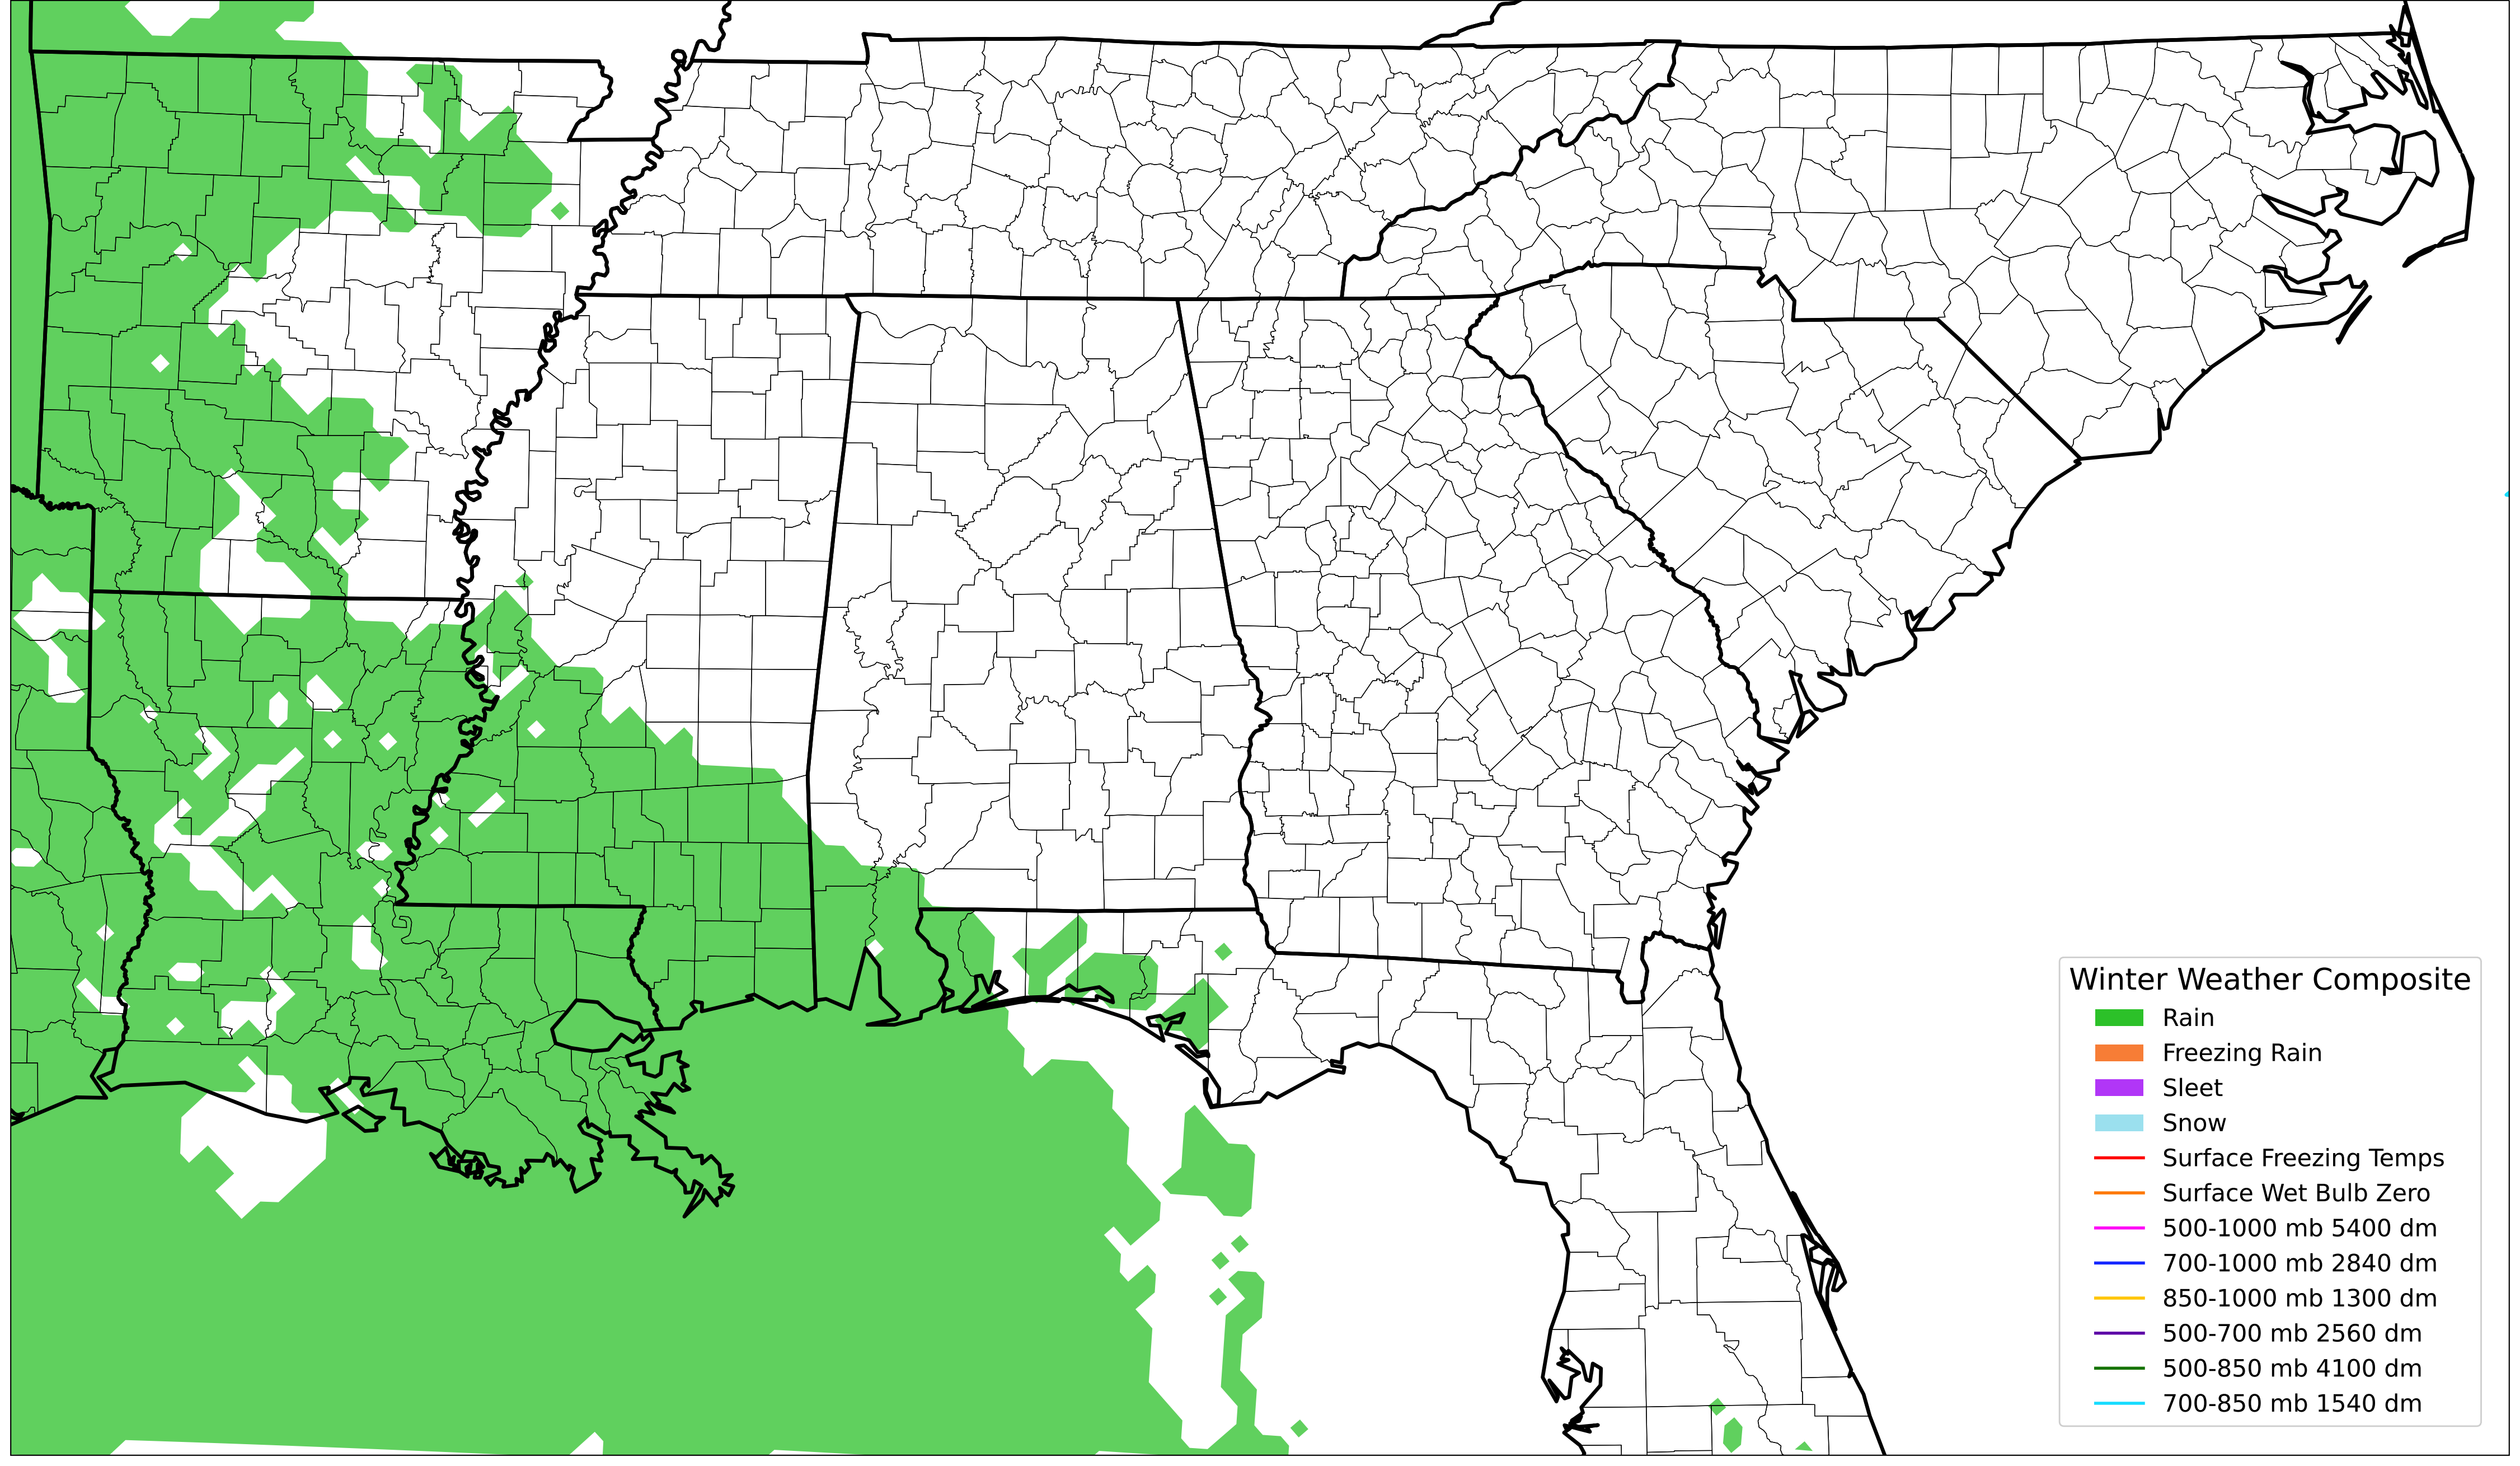 Winter Weather Composite
Rain
Freezing Rain
Sleet
Snow
Surface Freezing Temps
Surface Wet Bulb Zero
500-1000 mb 5400 dm
700-1000 mb 2840 dm
850-1000 mb 1300 dm
500-700 mb 2560 dm
500-850 mb 4100 dm
700-850 mb 1540 dm